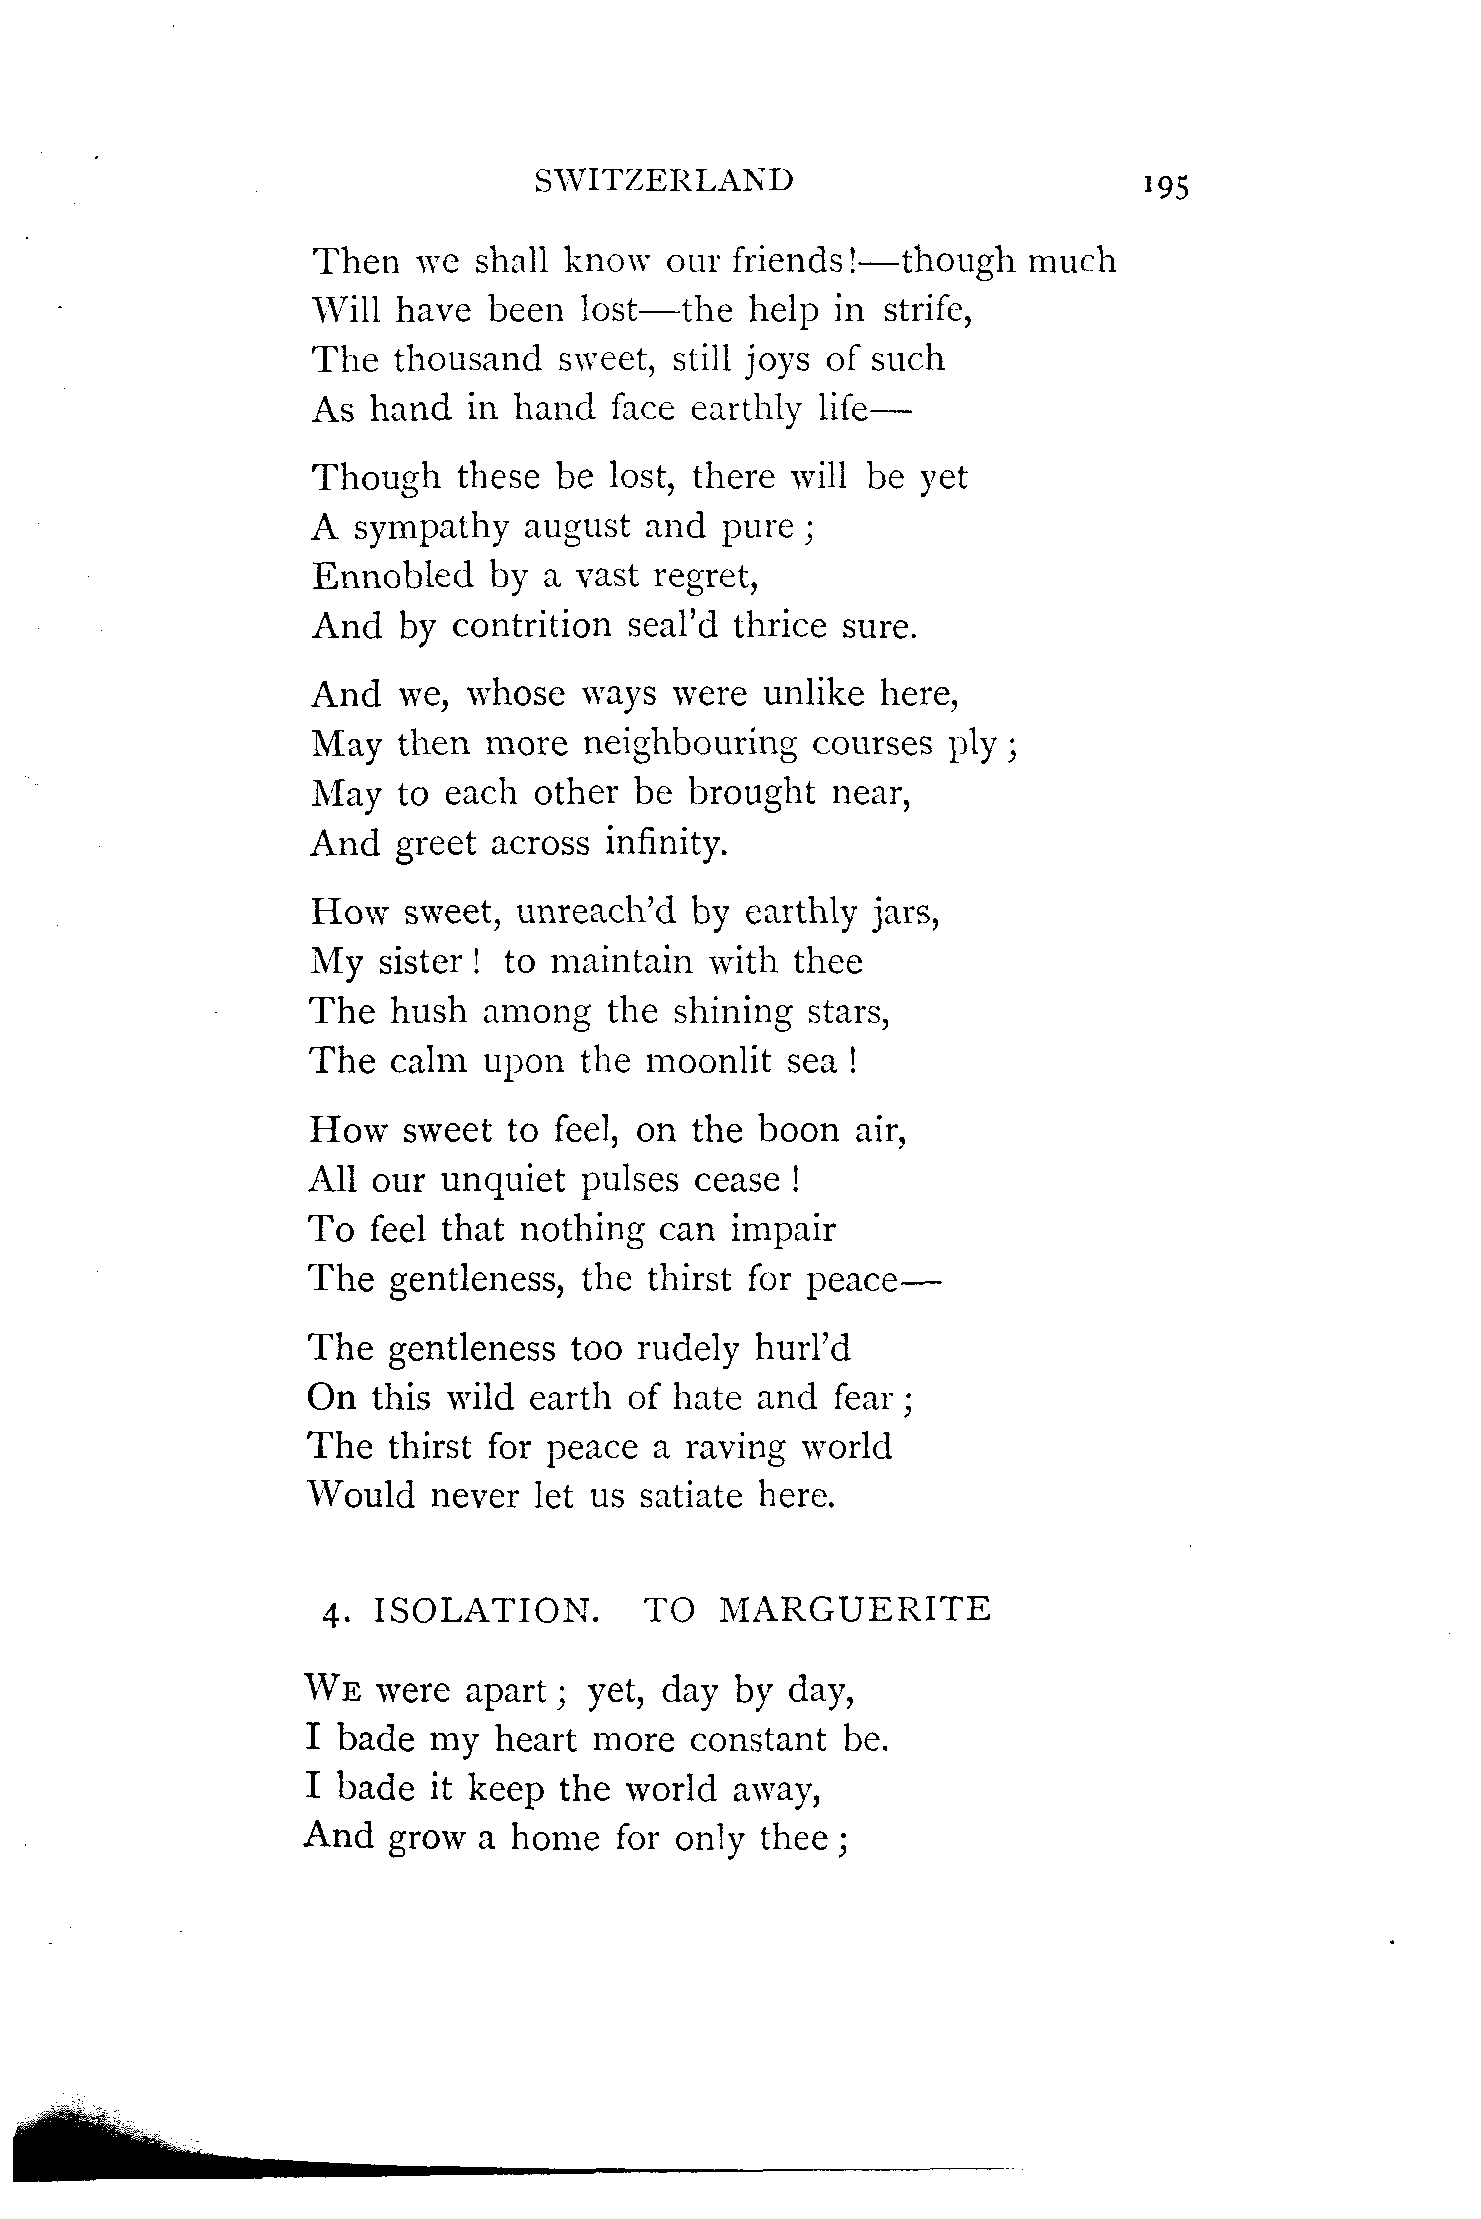 SWITZERLAND 195
Then we shall know our friends!—though much
Will have been lost—the help in strife,
The thousand sweet, still joys of such
As hand in hand face earthly life—
Though these be lost, there will be yet
A sympathy august and pure ;
Ennobled by a vast regret,
And by contrition seal'd thrice sure.
And we, whose ways were unlike here,
May then more neighbouring courses ply ;
May to each other be brought near,
And greet across infinity.
How sweet, unreach'd by earthly jars,
My sister ! to maintain with thee
The hush among the shining stars,
The calm upon the moonlit sea !
How sweet to feel, on the boon air,
All our unquiet pulses cease !
To feel that nothing can impair
The gentleness, the thirst for peace—
The gentleness too rudely hurl'd
On this wild earth of hate and fear ;
The thirst for peace a raving world
Would never let us satiate here.
4. ISOLATION. TO MARGUERITE
WE were apart ; yet, day by day,
I bade my heart more constant be.
I bade it keep the world away,
And grow a home for only thee ;